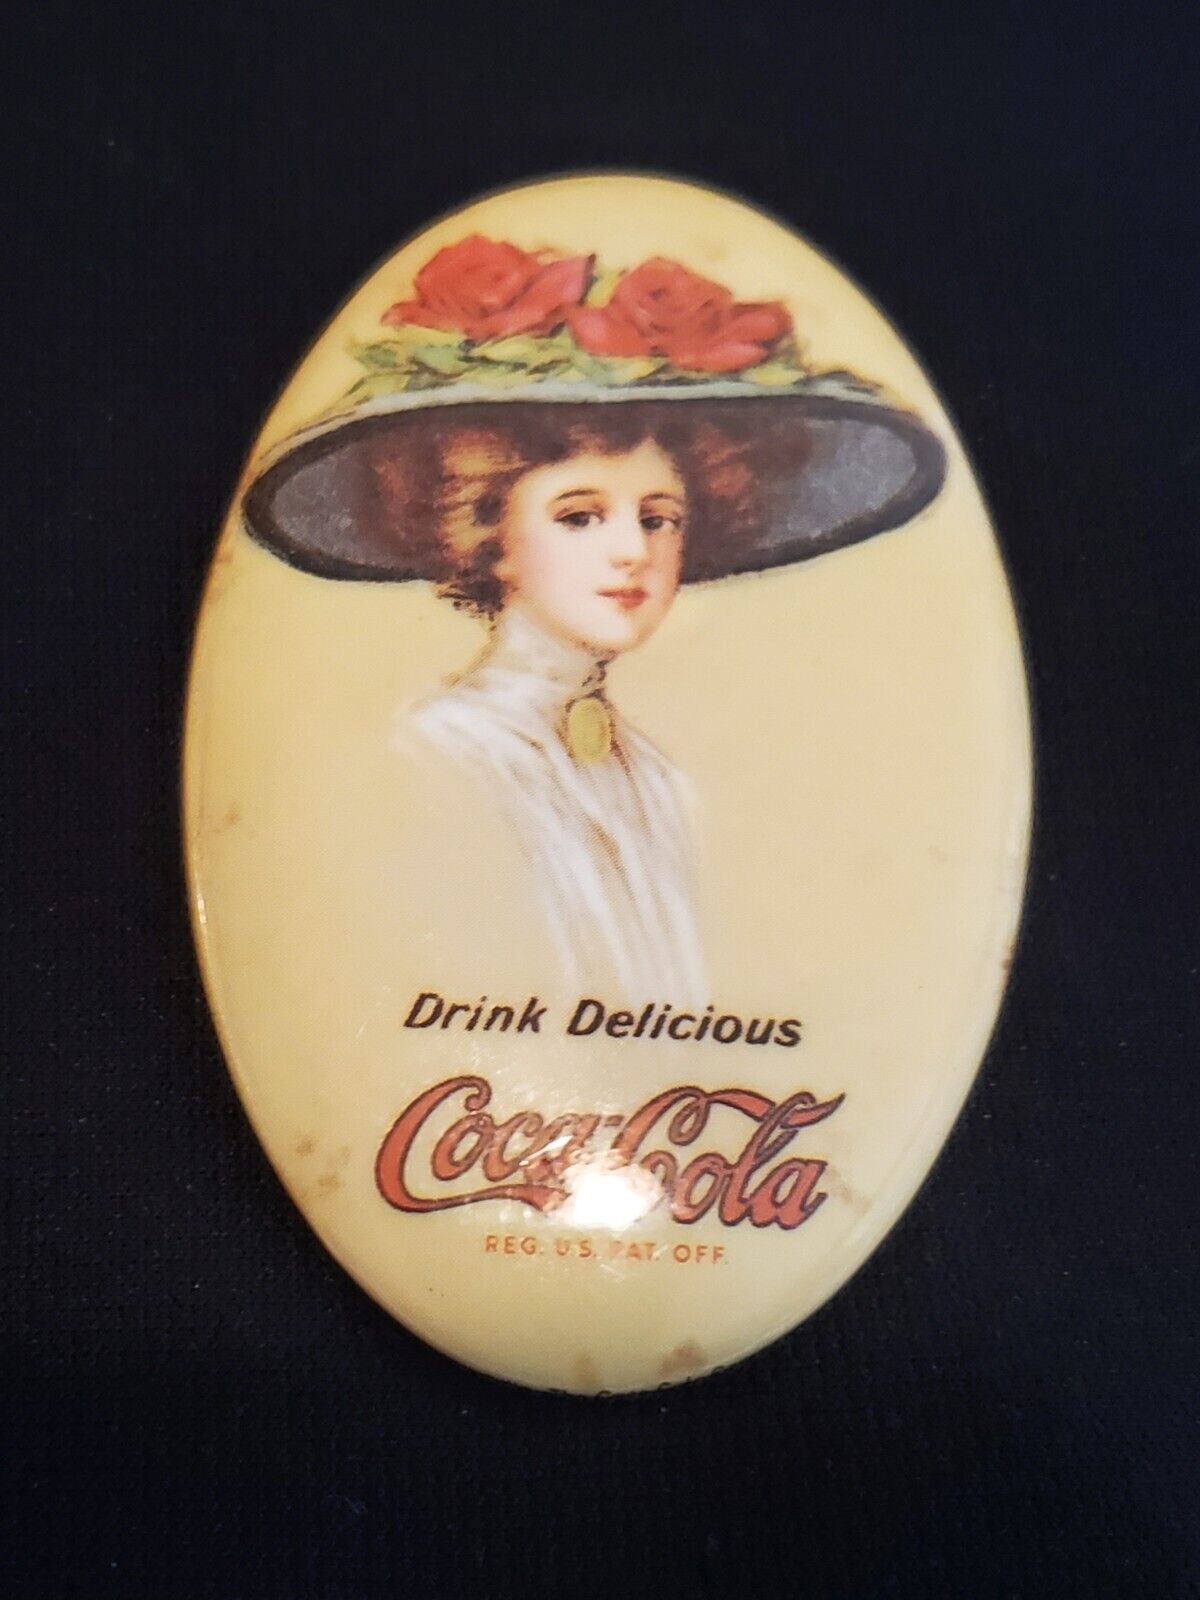 Drink Delicious
Coca-Cola
REG. U.S. PAT. OFF.